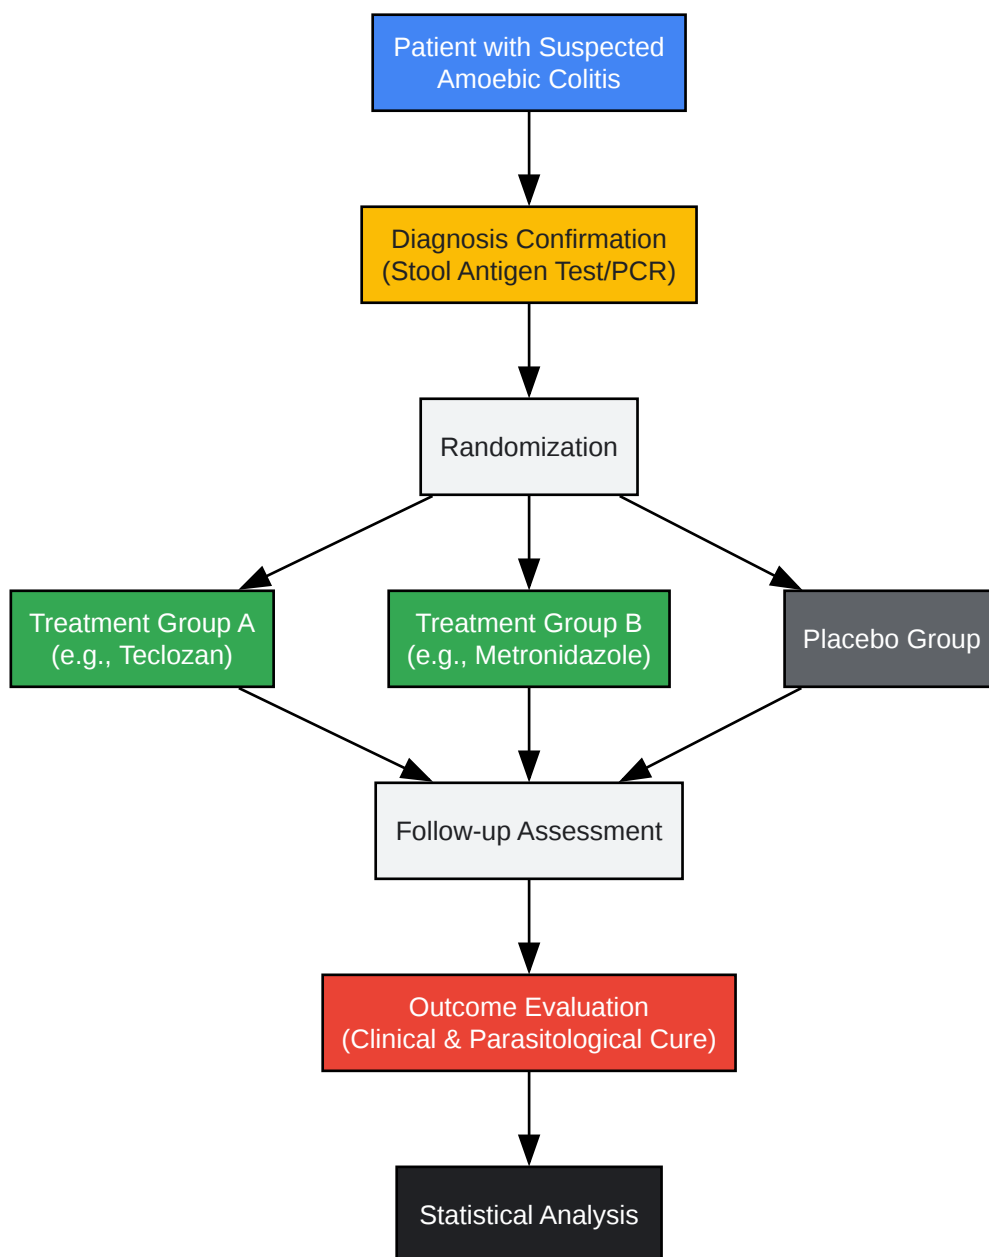 Patient with Suspected
Amoebic Colitis
Diagnosis Confirmation
(Stool Antigen Test/PCR)
Randomization
Treatment Group A
(e.g., Teclozan)
Treatment Group B
(e.g., Metronidazole)
Placebo Group
Follow-up Assessment
Outcome Evaluation
(Clinical & Parasitological Cure)
Statistical Analysis